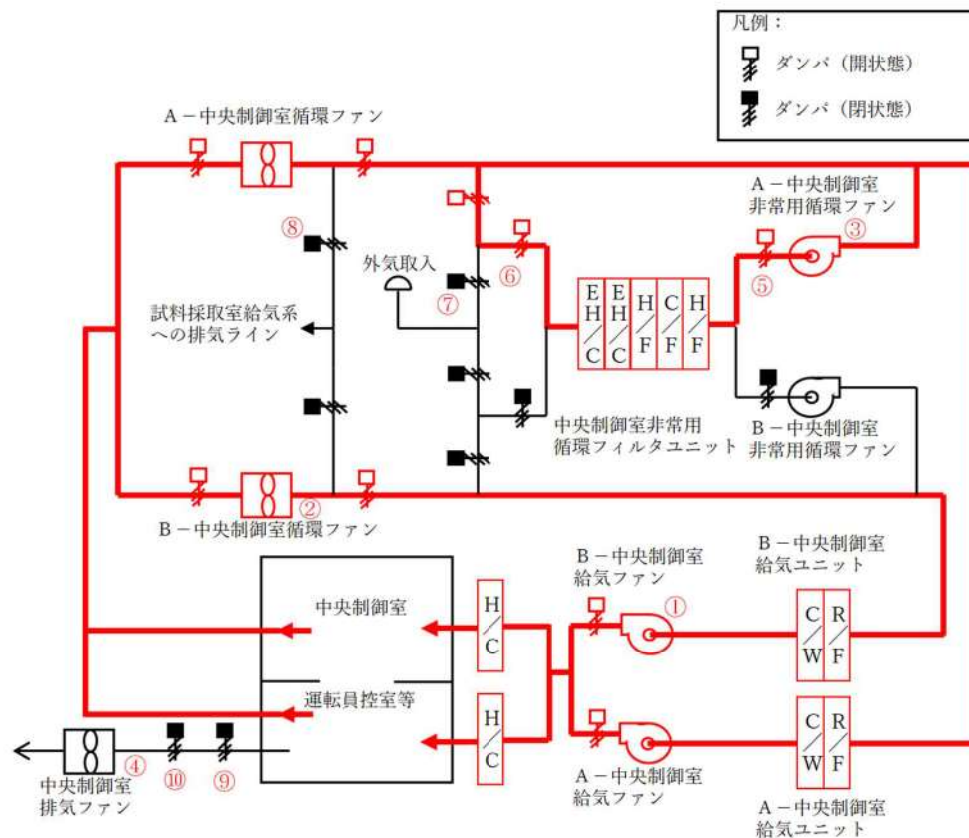 凡例:
ダンパ（開状態）
ダンパ（閉状態）
A－中央制御室循環ファン
A－中央制御室
非常用循環ファン
③
⑧
外気取入
⑦
⑥
⑤
試料採取室給気系
への排気ライン
EH/C
EH/C
H/F
C/F
H/F
中央制御室非常用
循環フィルタユニット
B－中央制御室
非常用循環ファン
②
B－中央制御室循環ファン
B－中央制御室
給気ファン
①
B－中央制御室
給気ユニット
中央制御室
H/C
C/W
R/F
運転員控室等
H/C
C/W
R/F
④
⑩
⑨
中央制御室
排気ファン
A－中央制御室
給気ファン
A－中央制御室
給気ユニット